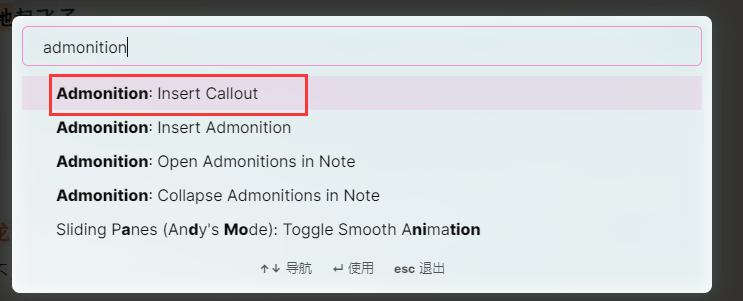 admonition
Admonition: Insert Callout
Admonition: Insert Admonition
Admonition: Open Admonitions in Note
Admonition: Collapse Admonitions in Note
Sliding Panes (Andy's Mode): Toggle Smooth Animation
↑↓ 导航 ↵ 使用 esc 退出